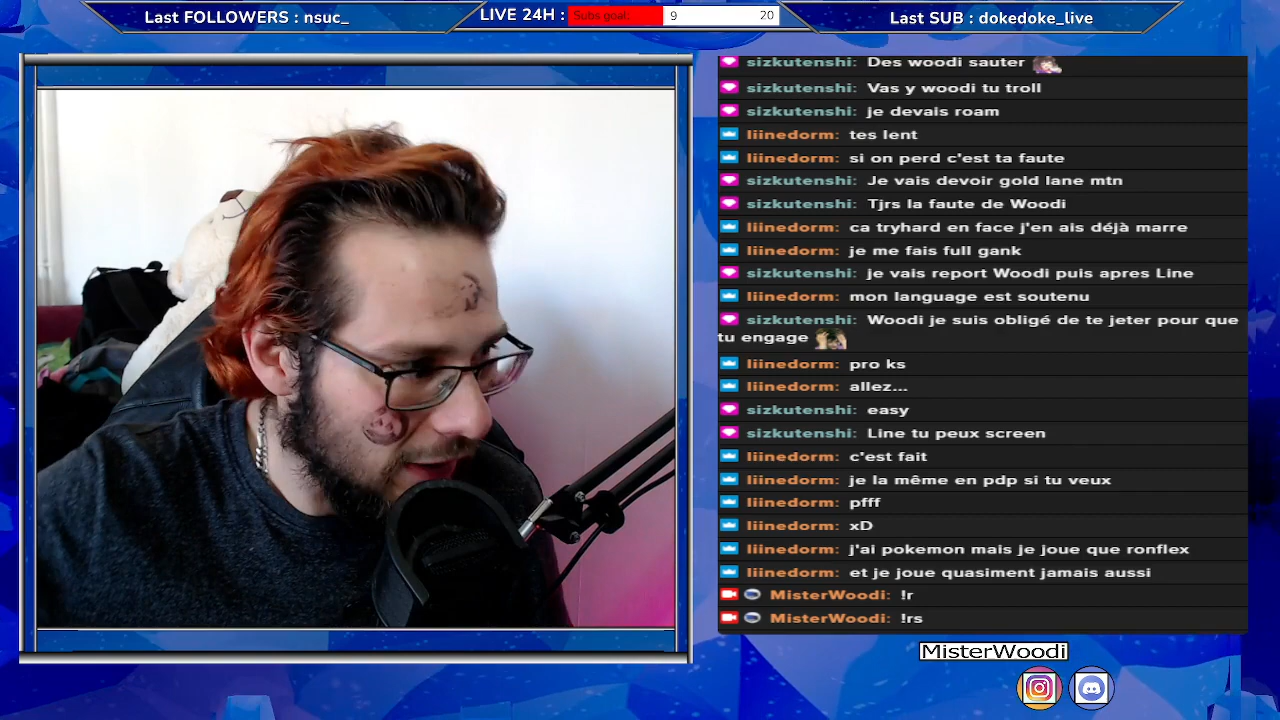 Last FOLLOWERS : nsuc_
LIVE 24H :
Subs goal:
9
20
Last SUB : dokedoke_live
sizkutenshi: Des woodi sauter
sizkutenshi: Vas y woodi tu troll
sizkutenshi: je devais roam
liinedorm: tes lent
liinedorm: si on perd c'est ta faute
sizkutenshi: Je vais devoir gold lane mtn
sizkutenshi: Tjrs la faute de Woodi
liinedorm: ca tryhard en face j'en ais déjà marre
liinedorm: je me fais full gank
sizkutenshi: je vais report Woodi puis apres Line
liinedorm: mon language est soutenu
sizkutenshi: Woodi je suis obligé de te jeter pour que
tu engage
liinedorm: pro ks
liinedorm: allez...
sizkutenshi: easy
sizkutenshi: Line tu peux screen
liinedorm: c'est fait
liinedorm: je la même en pdp si tu veux
liinedorm: pfff
liinedorm: xD
liinedorm: j'ai pokemon mais je joue que ronflex
liinedorm: et je joue quasiment jamais aussi
MisterWoodi: !r
MisterWoodi: !rs
MisterWoodi